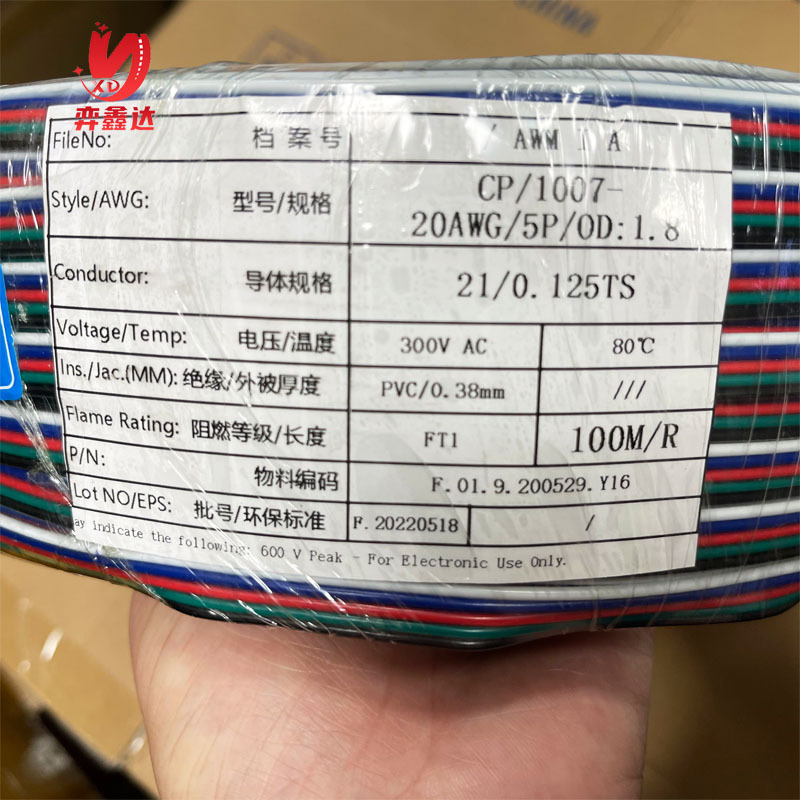 XD
弈鑫达
FileNo: 档案号 AWM I A
Style/AWG: 型号/规格 CP/1007-
20AWG/5P/OD:1.8
Conductor: 导体规格 21/0.125TS
Voltage/Temp: 电压/温度 300V AC 80℃
Ins./Jac.(MM): 绝缘/外被厚度 PVC/0.38mm ///
Flame Rating: 阻燃等级/长度 FT1 100M/R
P/N: 物料编码 F.01.9.200529.Y16
Lot NO/EPS: 批号/环保标准 F.20220518 /
ay indicate the following: 600 V Peak - For Electronic Use Only.